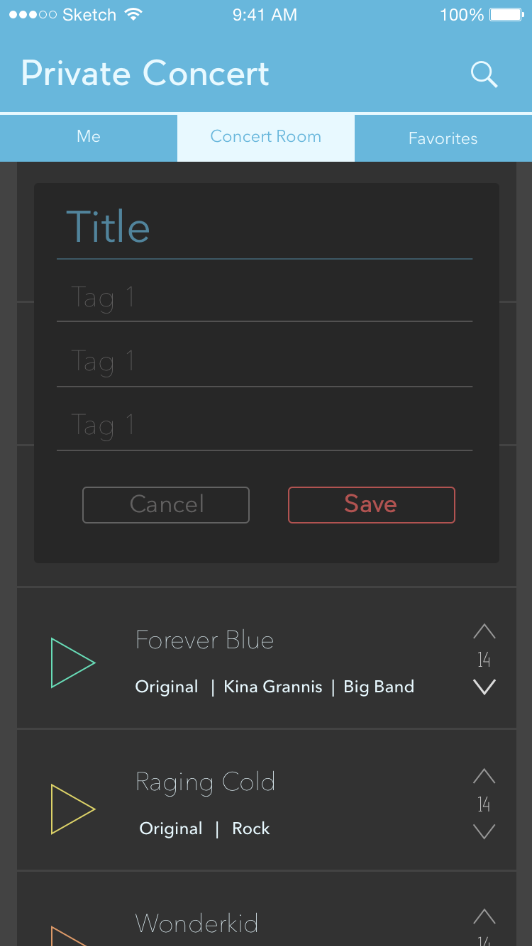 Sketch 9:41 AM 100%
Private Concert
Me Concert Room Favorites
Title
Tag 1
Tag 1
Tag 1
Cancel Save
Forever Blue
14
Original | Kina Grannis | Big Band
Raging Cold
14
Original | Rock
Wonderkid
14